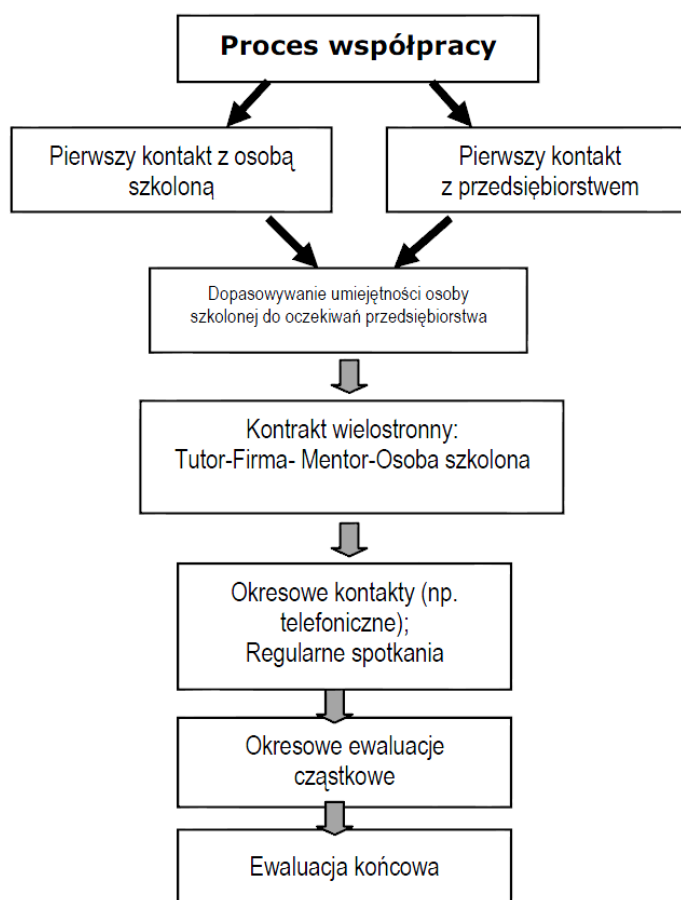 Proces współpracy
Pierwszy kontakt z osobą
szkoloną
Pierwszy kontakt
z przedsiębiorstwem
Dopasowywanie umiejętności osoby
szkolonej do oczekiwań przedsiębiorstwa
Kontrakt wielostronny:
Tutor-Firma- Mentor-Osoba szkolona
Okresowe kontakty (np.
telefoniczne);
Regularne spotkania
Okresowe ewaluacje
cząstkowe
Ewaluacja końcowa